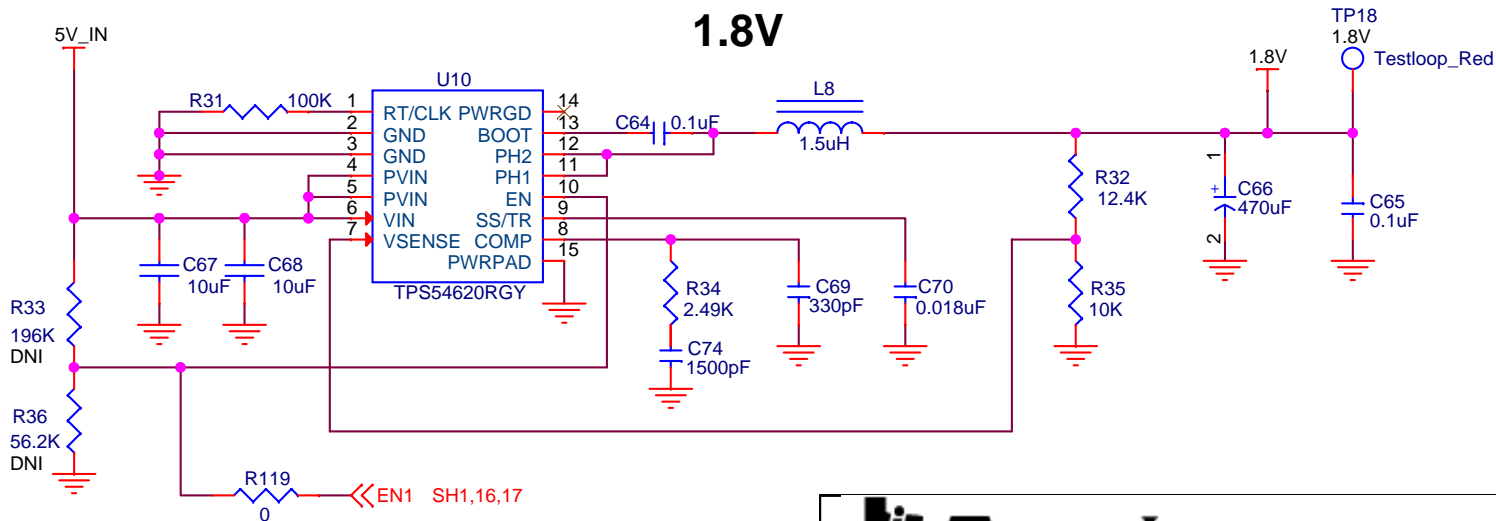 1.8V
5V_IN
TP18
1.8V
Testloop_Red
1.8V
U10
L8
1.5uH
R31
100K
C64
0.1uF
1
2
3
4
5
6
7
RT/CLK
GND
GND
PVIN
PVIN
VIN
VSENSE
PWRGD
BOOT
PH2
PH1
EN
SS/TR
COMP
PWRPAD
14
13
12
11
10
9
8
15
TPS54620RGY
R32
12.4K
1
+
2
C66
470uF
C65
0.1uF
C67
10uF
C68
10uF
R33
196K
DNI
R34
2.49K
C69
330pF
C70
0.018uF
R35
10K
C74
1500pF
R36
56.2K
DNI
R119
0
EN1 SH1,16,17